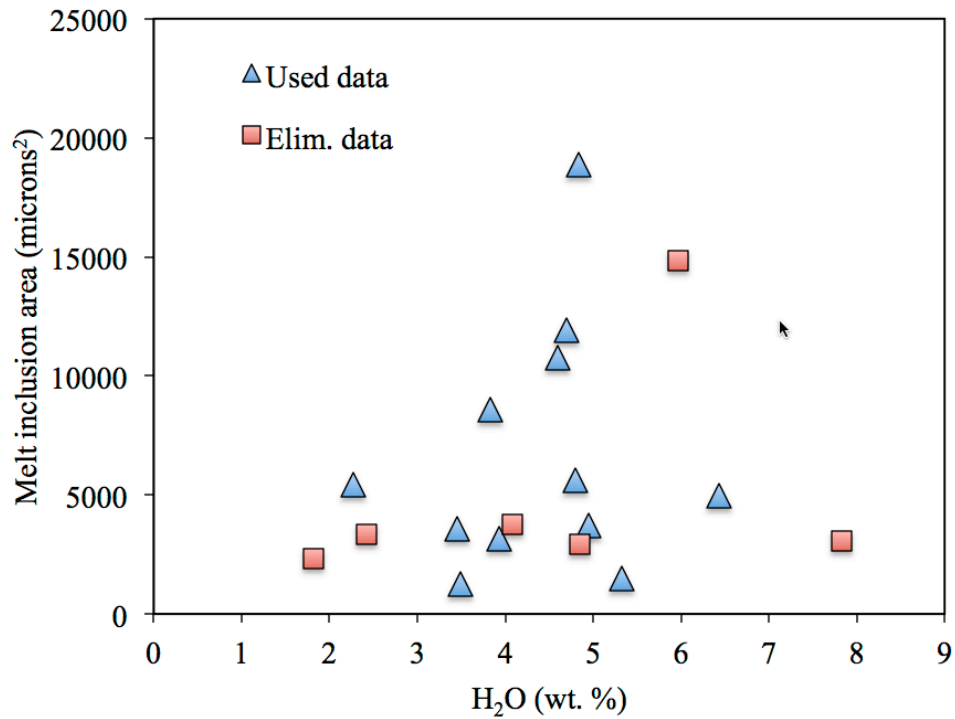 25000
20000
15000
10000
5000
0
Melt inclusion area (microns²)
Used data
Elim. data
0 1 2 3 4 5 6 7 8 9
H₂O (wt. %)